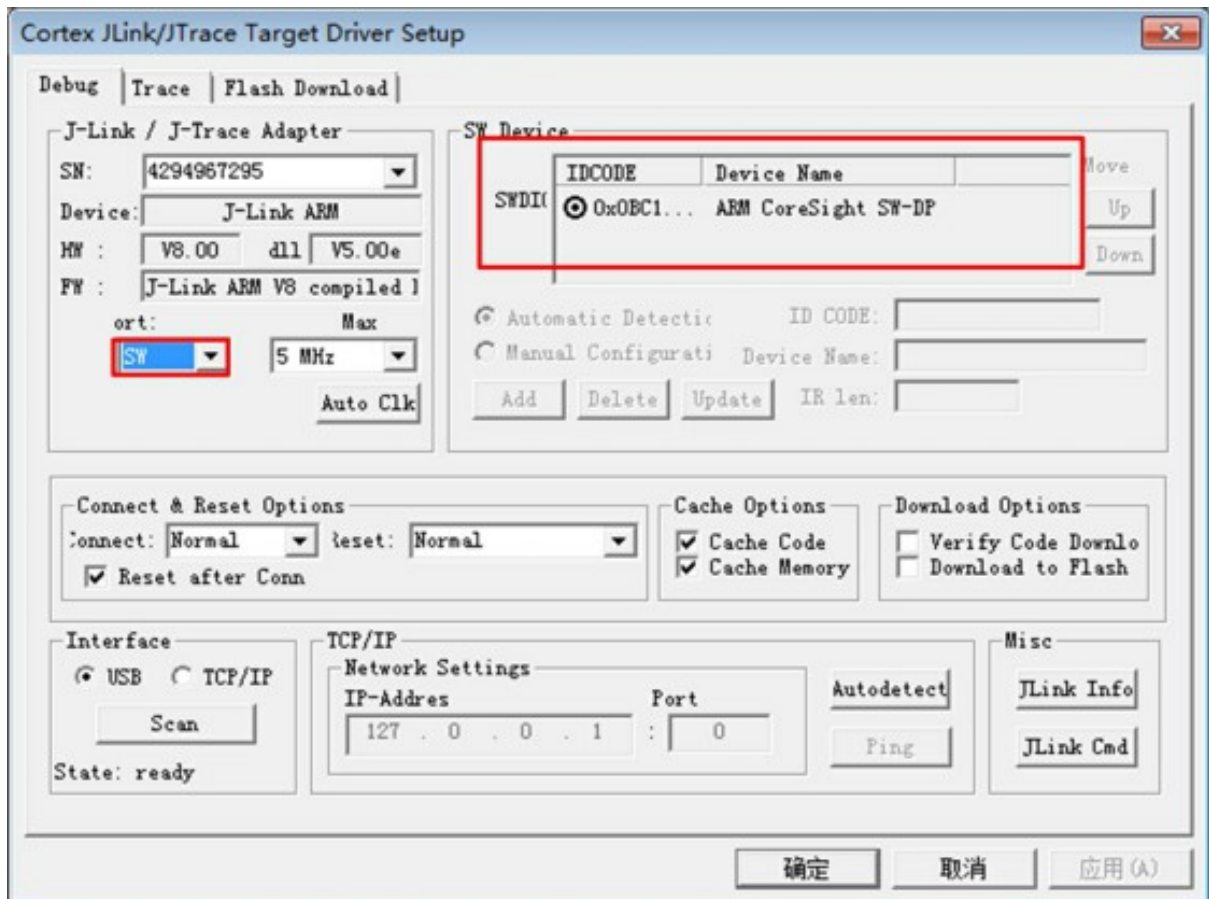 Cortex JLink/JTrace Target Driver Setup
Debug Trace Flash Download
J-Link / J-Trace Adapter
SN: 4294967295
Device: J-Link ARM
HW : V8.00 dll V5.00e
FW : J-Link ARM V8 compiled
ort: Max
SW 5 MHz
Auto Clk
SW Device
IDCODE Device Name
SWDI
0x0BC1... ARM CoreSight SW-DP
Move
Up
Down
Automatic Detectic ID CODE:
Manual Configurati Device Name:
Add Delete Update IR len:
Connect & Reset Options
Connect: Normal Reset: Normal
Reset after Conn
Cache Options
Cache Code
Cache Memory
Download Options
Verify Code Downlo
Download to Flash
Interface
USB TCP/IP
Scan
State: ready
TCP/IP
Network Settings
IP-Addres Port
127 . 0 . 0 . 1 : 0
Autodetect
Ping
Misc
JLink Info
JLink Cmd
确定 取消 应用(A)